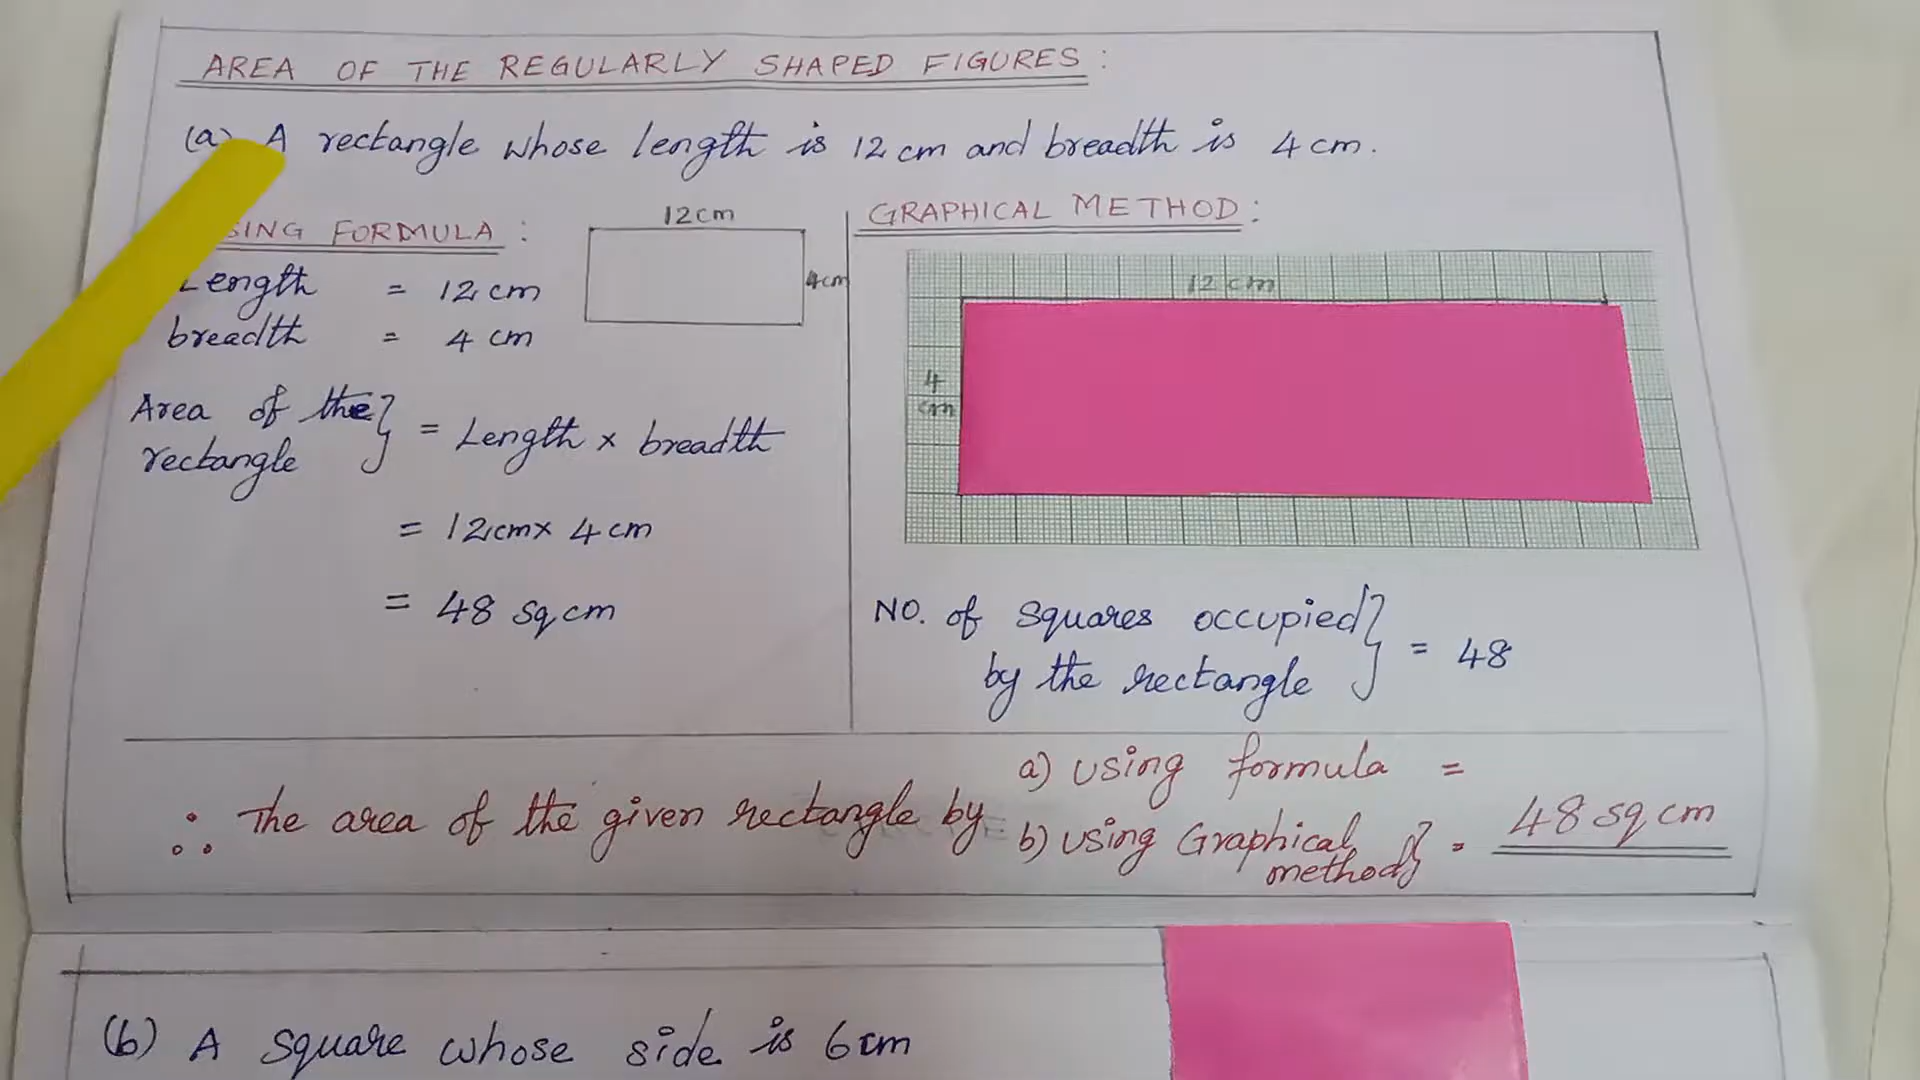 AREA OF THE REGULARLY SHAPED FIGURES :
(a) A rectangle whose length is 12 cm and breadth is 4 cm.
SING FORMULA :
Length = 12 cm
breadth = 4 cm
12cm
4cm
Area of the } = Length x breadth
rectangle
= 12cm x 4 cm
= 48 sq cm
GRAPHICAL METHOD :
12 cm
4
cm
NO. of squares occupied } = 48
by the rectangle
a) using formula =
∴ The area of the given rectangle by
b) using Graphical } = 48 sq cm
method
(b) A square whose side is 6cm